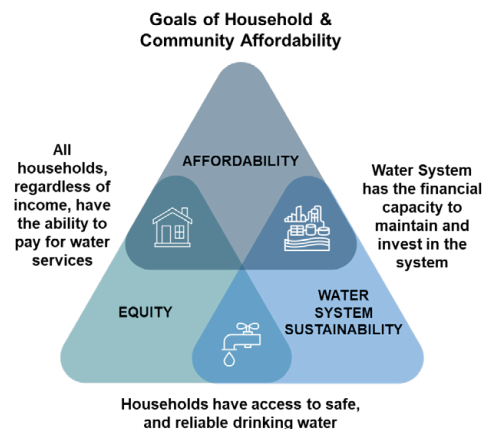 Goals of Household &
Community Affordability
AFFORDABILITY
All
households,
regardless of
income, have
the ability to
pay for water
services
Water System
has the financial
capacity to
maintain and
invest in the
system
EQUITY
WATER
SYSTEM
SUSTAINABILITY
Households have access to safe,
and reliable drinking water